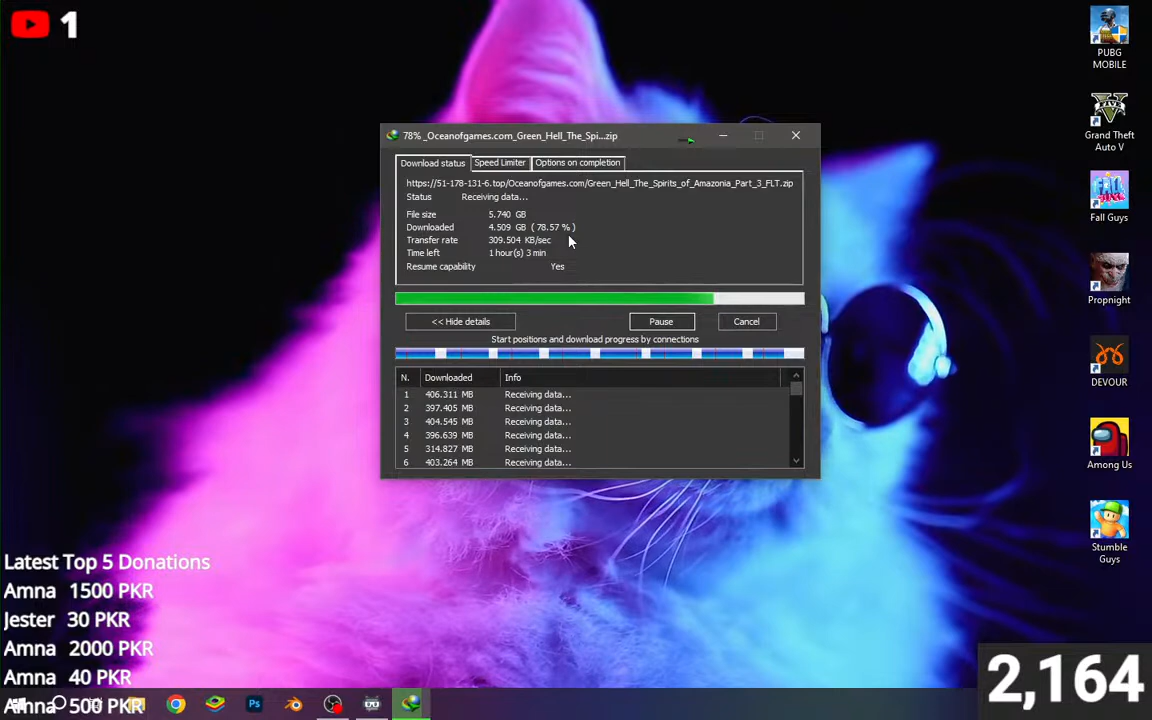 1
PUBG
MOBILE
Grand Theft
Auto V
Fall Guys
Propnight
DEVOUR
Among Us
Stumble
Guys
78% _Oceanofgames.com_Green_Hell_The_Spi...zip
Download status
Speed Limiter
Options on completion
https://51-178-131-6.top/Oceanofgames.com/Green_Hell_The_Spirits_of_Amazonia_Part_3_FLT.zip
Status Receiving data...
File size 5.740 GB
Downloaded 4.509 GB ( 78.57 % )
Transfer rate 309.504 KB/sec
Time left 1 hour(s) 3 min
Resume capability Yes
<< Hide details
Pause
Cancel
Start positions and download progress by connections
N. Downloaded Info
1 406.311 MB Receiving data...
2 397.405 MB Receiving data...
3 404.545 MB Receiving data...
4 396.639 MB Receiving data...
5 314.827 MB Receiving data...
6 403.264 MB Receiving data...
Latest Top 5 Donations
Amna 1500 PKR
Jester 30 PKR
Amna 2000 PKR
Amna 40 PKR
Amna 500 PKR
Ps
2,164